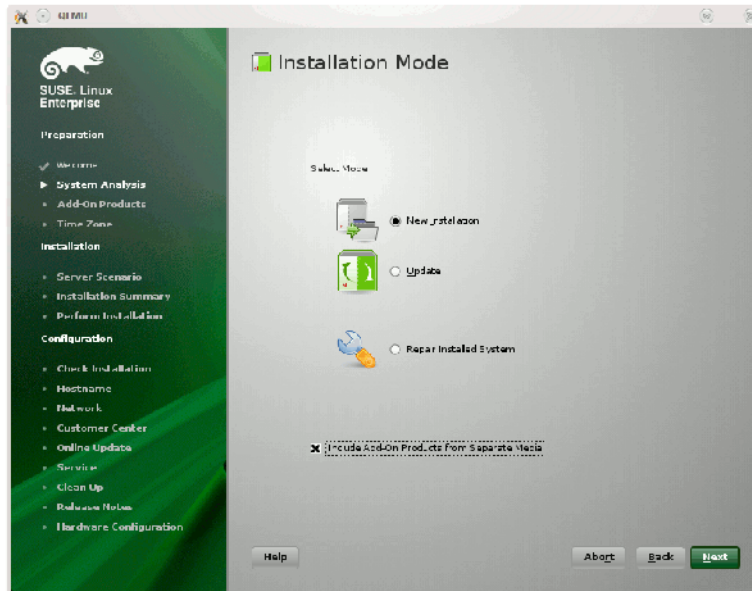 QEMU
SUSE. Linux
Enterprise
Preparation
Welcome
System Analysis
Add-On Products
Time Zone
Installation
Server Scenario
Installation Summary
Perform Installation
Configuration
Check Installation
Hostname
Network
Customer Center
Online Update
Service
Clean Up
Release Notes
Hardware Configuration
Installation Mode
Select Mode
New Installation
Update
Repair Installed System
Include Add-On Products from Separate Media
Help
Abort
Back
Next